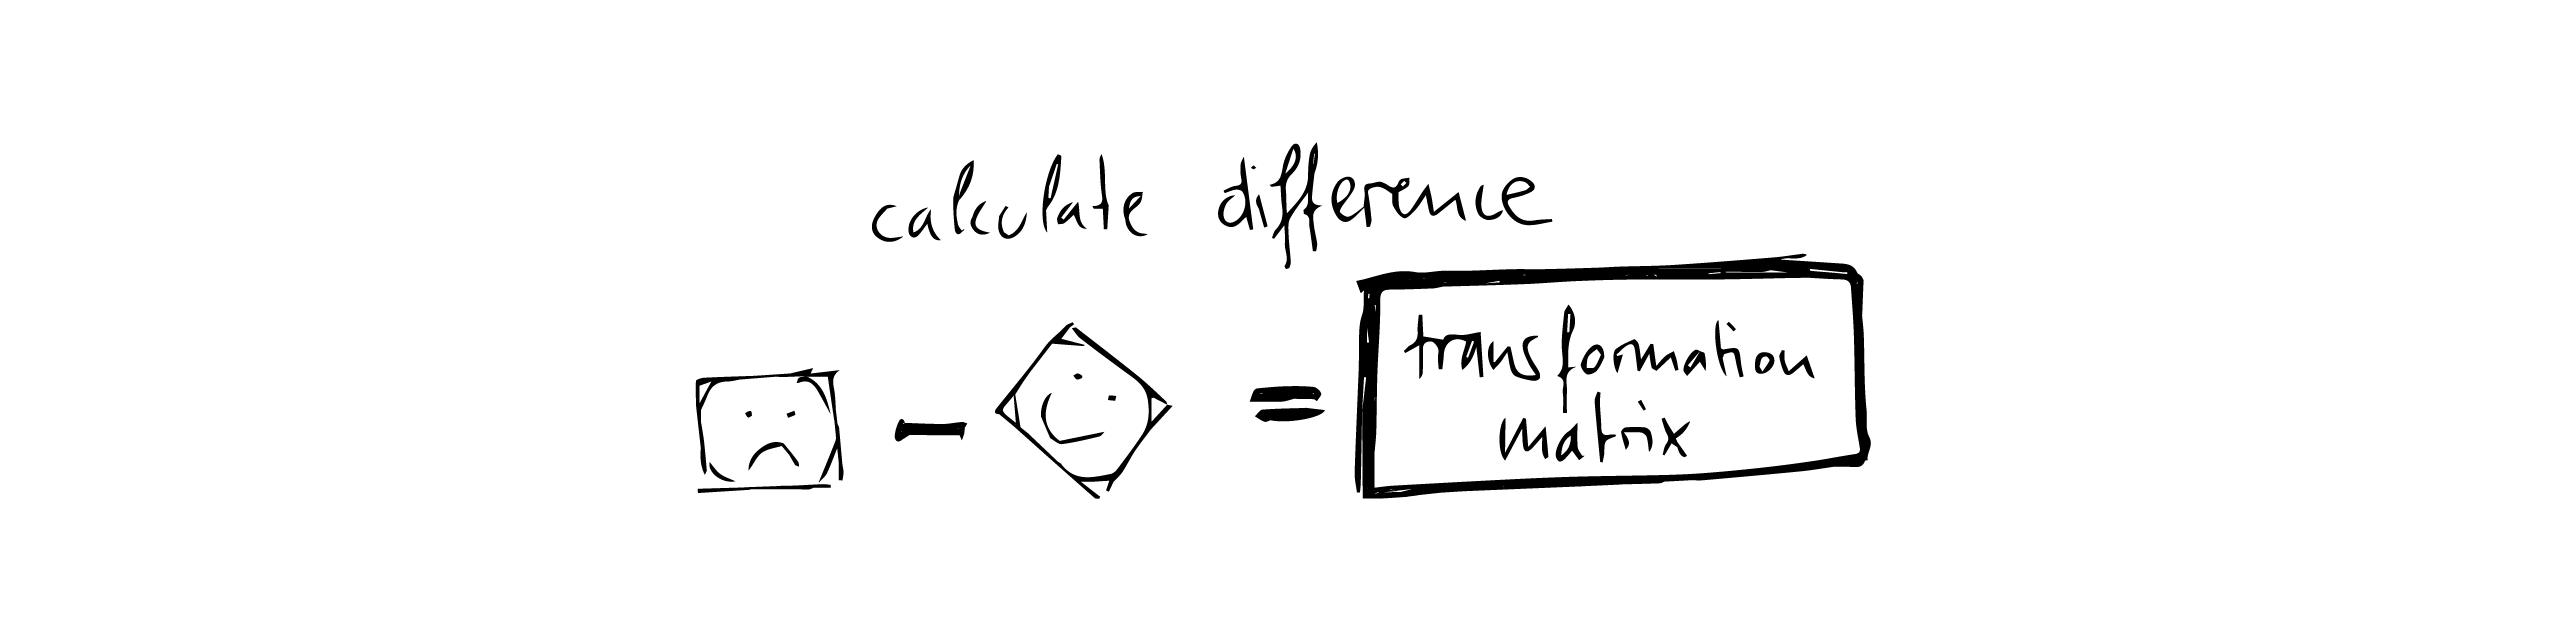 calculate difference
- =
transformation
matrix